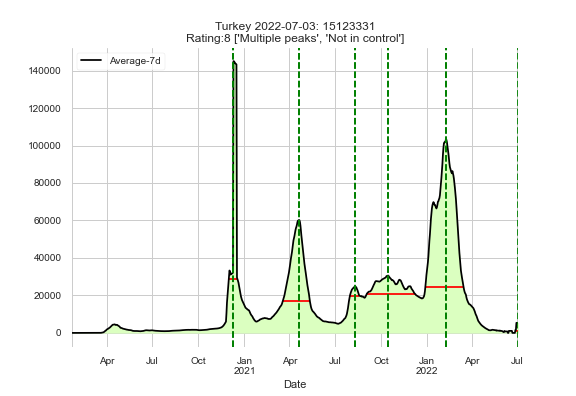 Turkey 2022-07-03: 15123331
Rating:8 ['Multiple peaks', 'Not in control']
Average-7d
140000
120000
100000
80000
60000
40000
20000
0
Apr Jul Oct Jan Apr Jul Oct Jan Apr Jul
2021 2022
Date